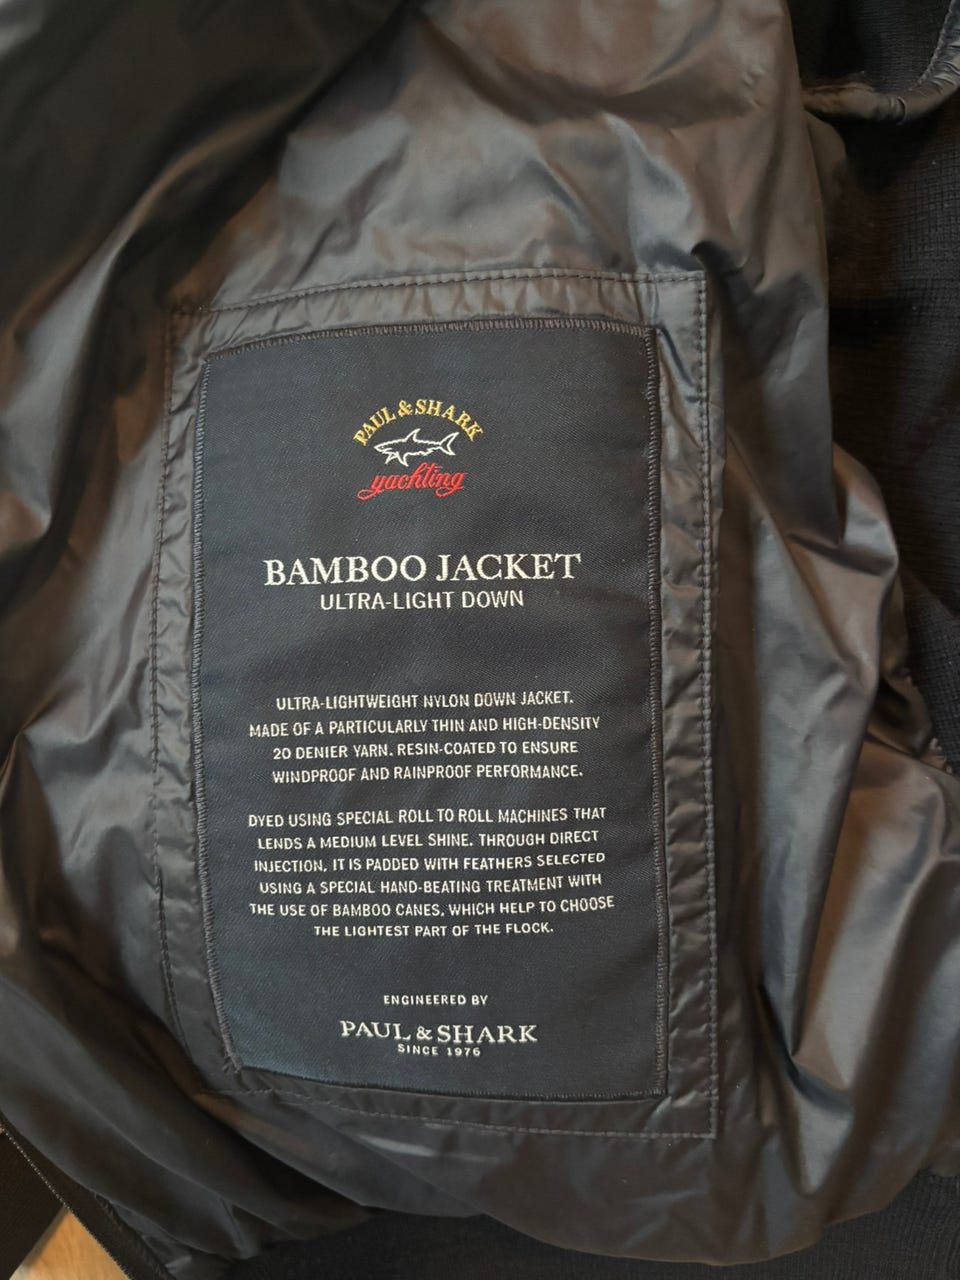 PAUL & SHARK
yachting
BAMBOO JACKET
ULTRA-LIGHT DOWN
ULTRA-LIGHTWEIGHT NYLON DOWN JACKET.
MADE OF A PARTICULARLY THIN AND HIGH-DENSITY
20 DENIER YARN. RESIN-COATED TO ENSURE
WINDPROOF AND RAINPROOF PERFORMANCE.
DYED USING SPECIAL ROLL TO ROLL MACHINES THAT
LENDS A MEDIUM LEVEL SHINE. THROUGH DIRECT
INJECTION, IT IS PADDED WITH FEATHERS SELECTED
USING A SPECIAL HAND-BEATING TREATMENT WITH
THE USE OF BAMBOO CANES, WHICH HELP TO CHOOSE
THE LIGHTEST PART OF THE FLOCK.
ENGINEERED BY
PAUL & SHARK
SINCE 1976